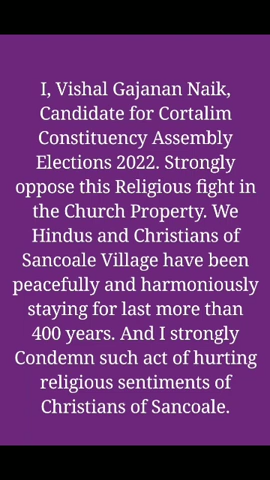 I, Vishal Gajanan Naik,
Candidate for Cortalim
Constituency Assembly
Elections 2022. Strongly
oppose this Religious fight in
the Church Property. We
Hindus and Christians of
Sancoale Village have been
peacefully and harmoniously
staying for last more than
400 years. And I strongly
Condemn such act of hurting
religious sentiments of
Christians of Sancoale.